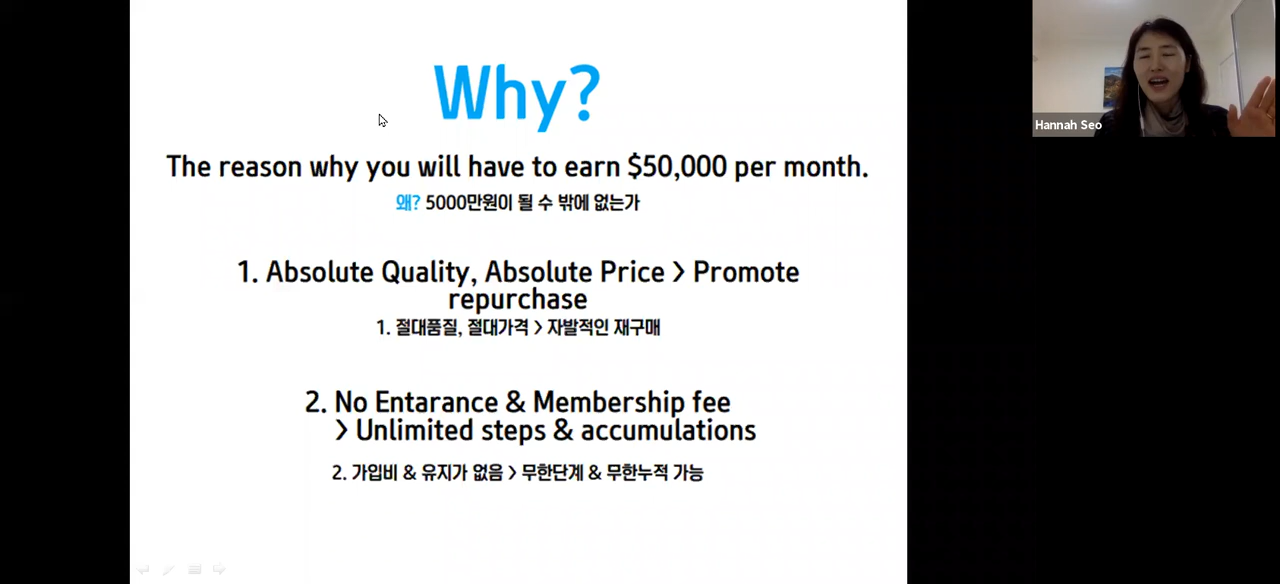 Why?
The reason why you will have to earn $50,000 per month.
왜? 5000만원이 될 수 밖에 없는가
1. Absolute Quality, Absolute Price > Promote
repurchase
1. 절대품질, 절대가격 > 자발적인 재구매
2. No Entarance & Membership fee
> Unlimited steps & accumulations
2. 가입비 & 유지가 없음 > 무한단계 & 무한누적 가능
Hannah Seo